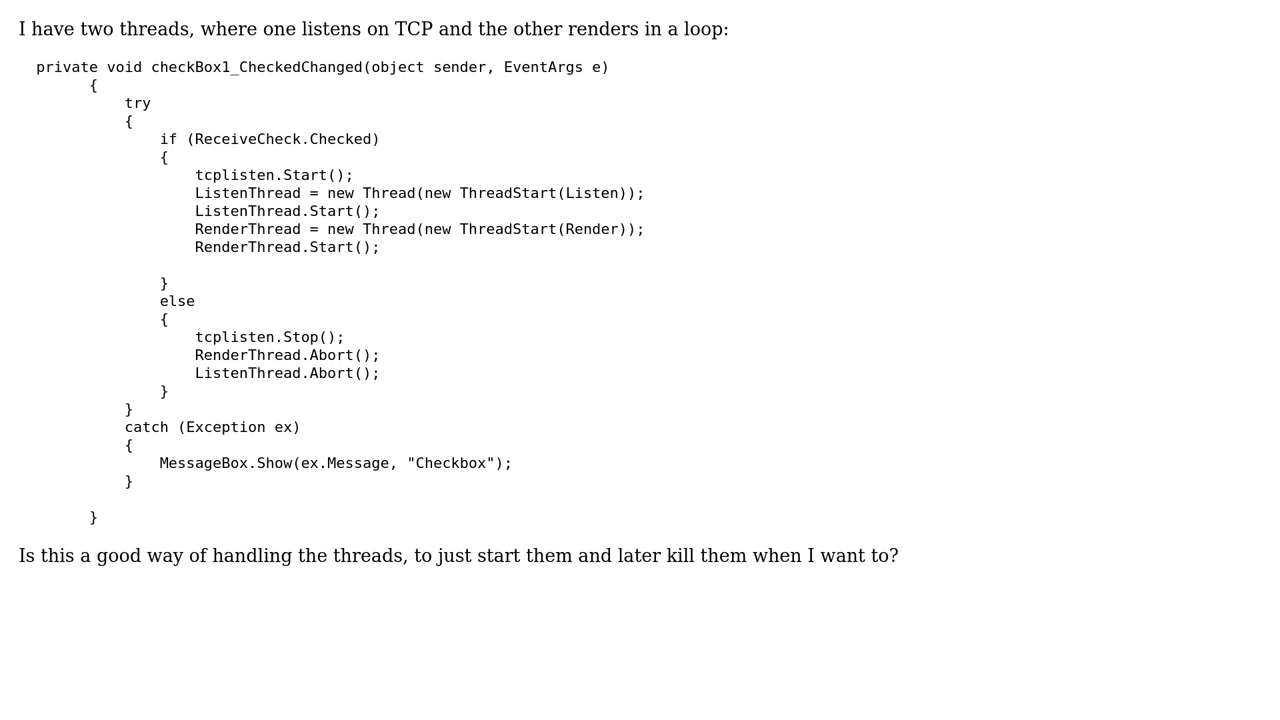 I have two threads, where one listens on TCP and the other renders in a loop:
private void checkBox1_CheckedChanged(object sender, EventArgs e)
{
try
{
if (ReceiveCheck.Checked)
{
tcplisten.Start();
ListenThread = new Thread(new ThreadStart(Listen));
ListenThread.Start();
RenderThread = new Thread(new ThreadStart(Render));
RenderThread.Start();
}
else
{
tcplisten.Stop();
RenderThread.Abort();
ListenThread.Abort();
}
}
catch (Exception ex)
{
MessageBox.Show(ex.Message, "Checkbox");
}
}
Is this a good way of handling the threads, to just start them and later kill them when I want to?